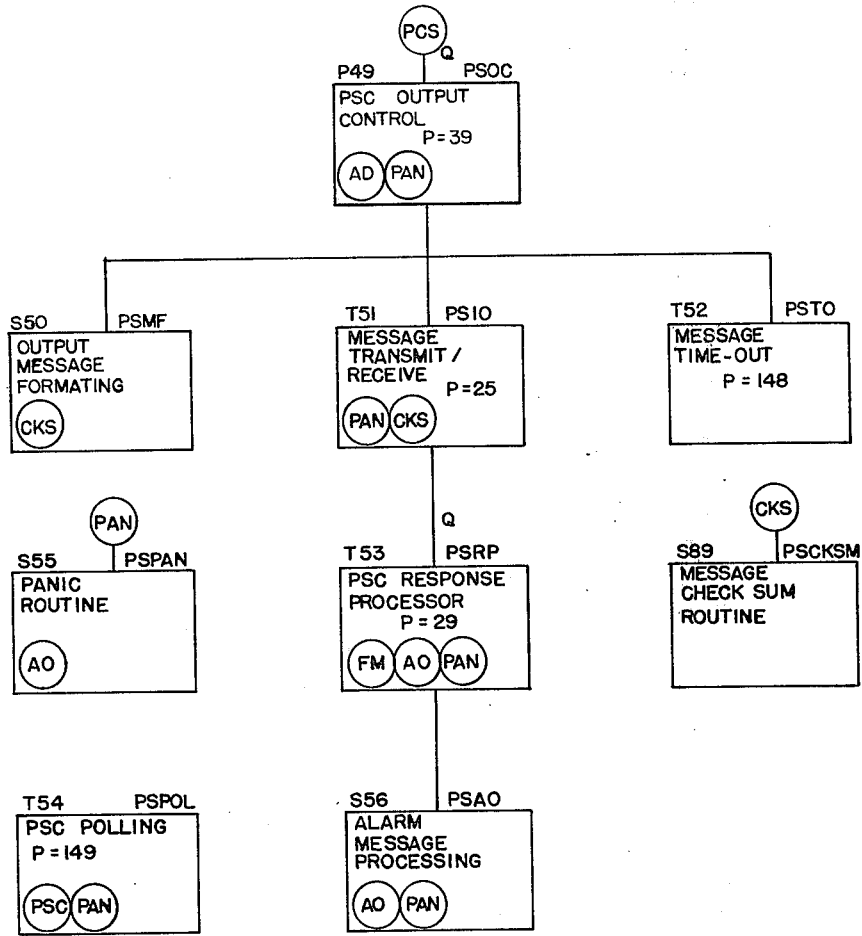 PCS
Q
P49 PSOC
PSC OUTPUT
CONTROL
P=39
AD PAN
S50 PSMF
OUTPUT
MESSAGE
FORMATING
CKS
T51 PSIO
MESSAGE
TRANSMIT /
RECEIVE
P=25
PAN CKS
T52 PSTO
MESSAGE
TIME-OUT
P = 148
PAN
S55 PSPAN
PANIC
ROUTINE
AO
Q
T53 PSRP
PSC RESPONSE
PROCESSOR
P = 29
FM AO PAN
CKS
S89 PSCKSM
MESSAGE
CHECK SUM
ROUTINE
T54 PSPOL
PSC POLLING
P = 149
PSC PAN
S56 PSAO
ALARM
MESSAGE
PROCESSING
AO PAN